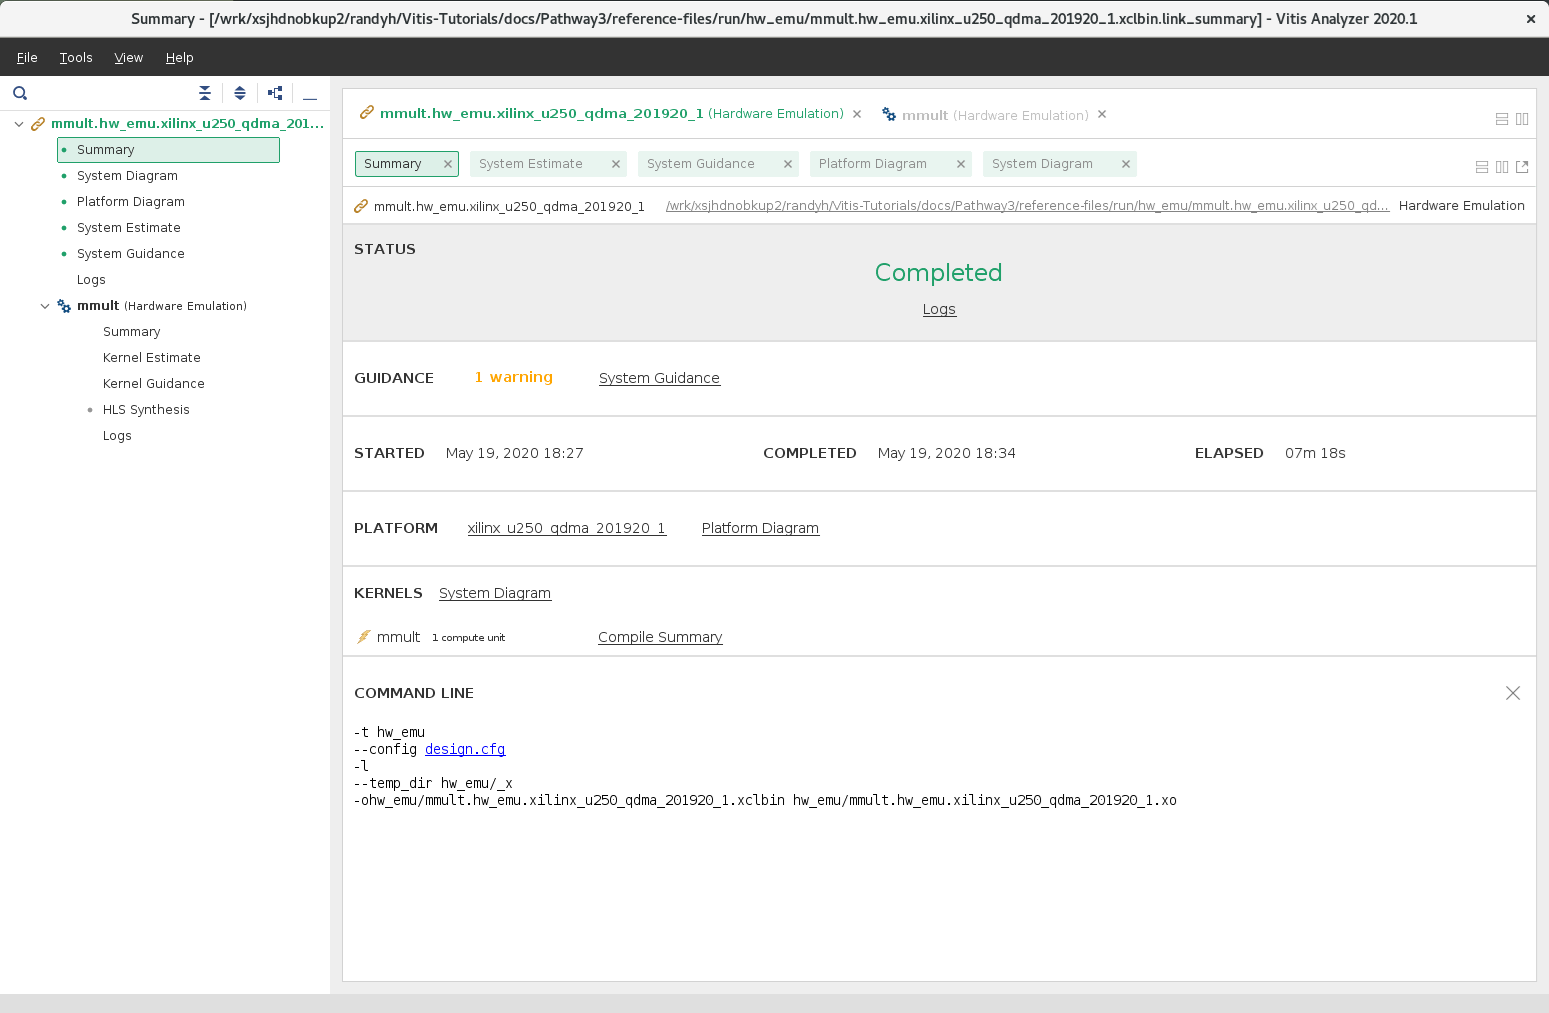 Summary - [/wrk/xsjhdnobkup2/randyh/Vitis-Tutorials/docs/Pathway3/reference-files/run/hw_emu/mmult.hw_emu.xilinx_u250_qdma_201920_1.xclbin.link_summary] - Vitis Analyzer 2020.1
File Tools View Help
mmult.hw_emu.xilinx_u250_qdma_201...
Summary
System Diagram
Platform Diagram
System Estimate
System Guidance
Logs
mmult (Hardware Emulation)
Summary
Kernel Estimate
Kernel Guidance
HLS Synthesis
Logs
mmult.hw_emu.xilinx_u250_qdma_201920_1 (Hardware Emulation) mmult (Hardware Emulation)
Summary System Estimate System Guidance Platform Diagram System Diagram
mmult.hw_emu.xilinx_u250_qdma_201920_1 /wrk/xsjhdnobkup2/randyh/Vitis-Tutorials/docs/Pathway3/reference-files/run/hw_emu/mmult.hw_emu.xilinx_u250_qd... Hardware Emulation
STATUS
Completed
Logs
GUIDANCE 1 warning System Guidance
STARTED May 19, 2020 18:27 COMPLETED May 19, 2020 18:34 ELAPSED 07m 18s
PLATFORM xilinx_u250_qdma_201920_1 Platform Diagram
KERNELS System Diagram
mmult 1 compute unit Compile Summary
COMMAND LINE
-t hw_emu
--config design.cfg
-l
--temp_dir hw_emu/_x
-ohw_emu/mmult.hw_emu.xilinx_u250_qdma_201920_1.xclbin hw_emu/mmult.hw_emu.xilinx_u250_qdma_201920_1.xo